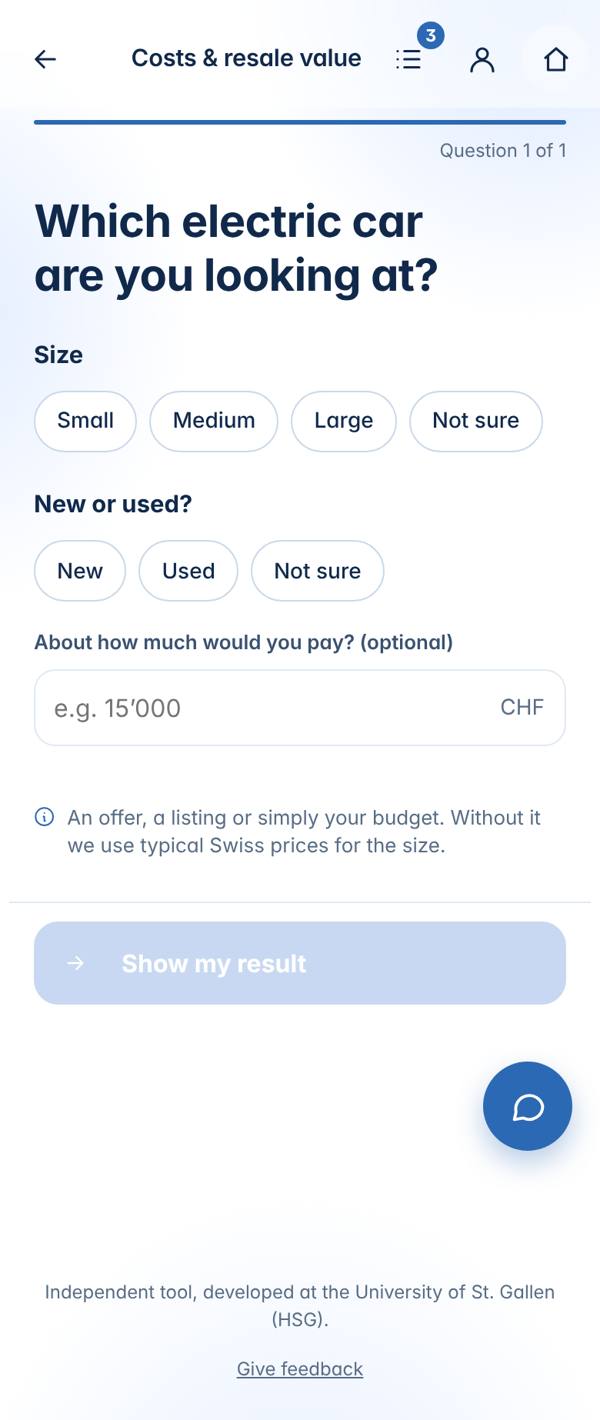 Costs & resale value
3
Question 1 of 1
Which electric car
are you looking at?
Size
Small Medium Large Not sure
New or used?
New Used Not sure
About how much would you pay? (optional)
e.g. 15’000 CHF
An offer, a listing or simply your budget. Without it
we use typical Swiss prices for the size.
Show my result
Independent tool, developed at the University of St. Gallen
(HSG).
Give feedback